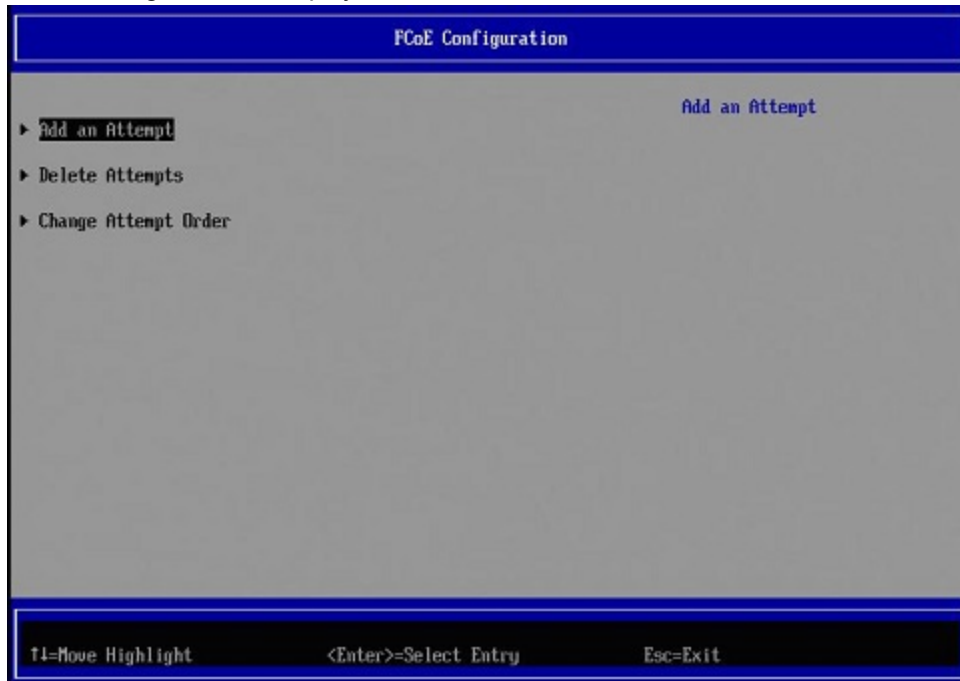 FCoE Configuration
Add an Attempt
▶ Add an Attempt
▶ Delete Attempts
▶ Change Attempt Order
↑↓=Move Highlight <Enter>=Select Entry Esc=Exit